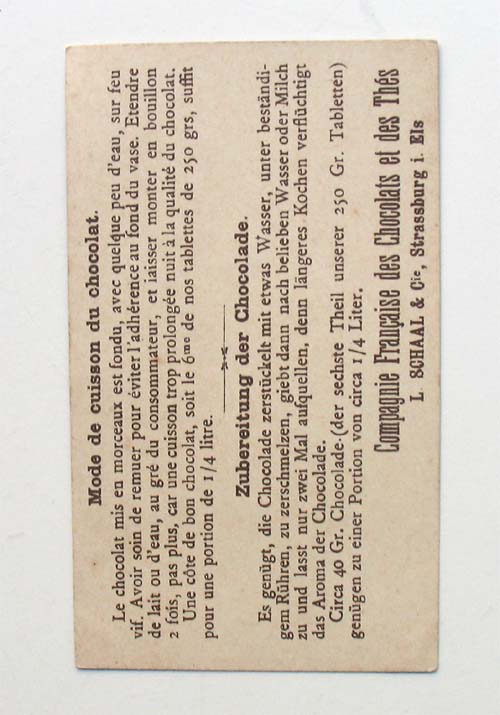 Mode de cuisson du chocolat.
Le chocolat mis en morceaux est fondu, avec quelque peu d'eau, sur feu
vif. Avoir soin de remuer pour éviter l'adhérence au fond du vase. Etendre
de lait ou d'eau, au gré du consommateur, et laisser monter en bouillon
2 fois, pas plus, car une cuisson trop prolongée nuit à la qualité du chocolat.
Une côte de bon chocolat, soit le 6me de nos tablettes de 250 grs, suffit
pour une portion de 1/4 litre.
Zubereitung der Chocolade.
Es genügt, die Chocolade zerstückelt mit etwas Wasser, unter beständi-
gem Rühren, zu zerschmelzen, giebt dann nach belieben Wasser oder Milch
zu und lasst nur zwei Mal aufquellen, denn längeres Kochen verflüchtigt
das Aroma der Chocolade.
Circa 40 Gr. Chocolade (der sechste Theil unserer 250 Gr. Tabletten)
genügen zu einer Portion von circa 1/4 Liter.
Compagnie Française des Chocolats et des Thés
L. SCHAAL & Cie, Strassburg i. Els